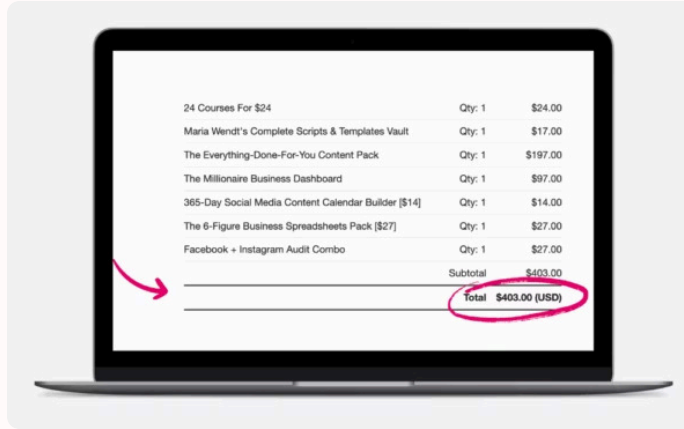 24 Courses For $24 Qty: 1 $24.00
Maria Wendt's Complete Scripts & Templates Vault Qty: 1 $17.00
The Everything-Done-For-You Content Pack Qty: 1 $197.00
The Millionaire Business Dashboard Qty: 1 $97.00
365-Day Social Media Content Calendar Builder [$14] Qty: 1 $14.00
The 6-Figure Business Spreadsheets Pack [$27] Qty: 1 $27.00
Facebook + Instagram Audit Combo Qty: 1 $27.00
Subtotal $403.00
Total $403.00 (USD)